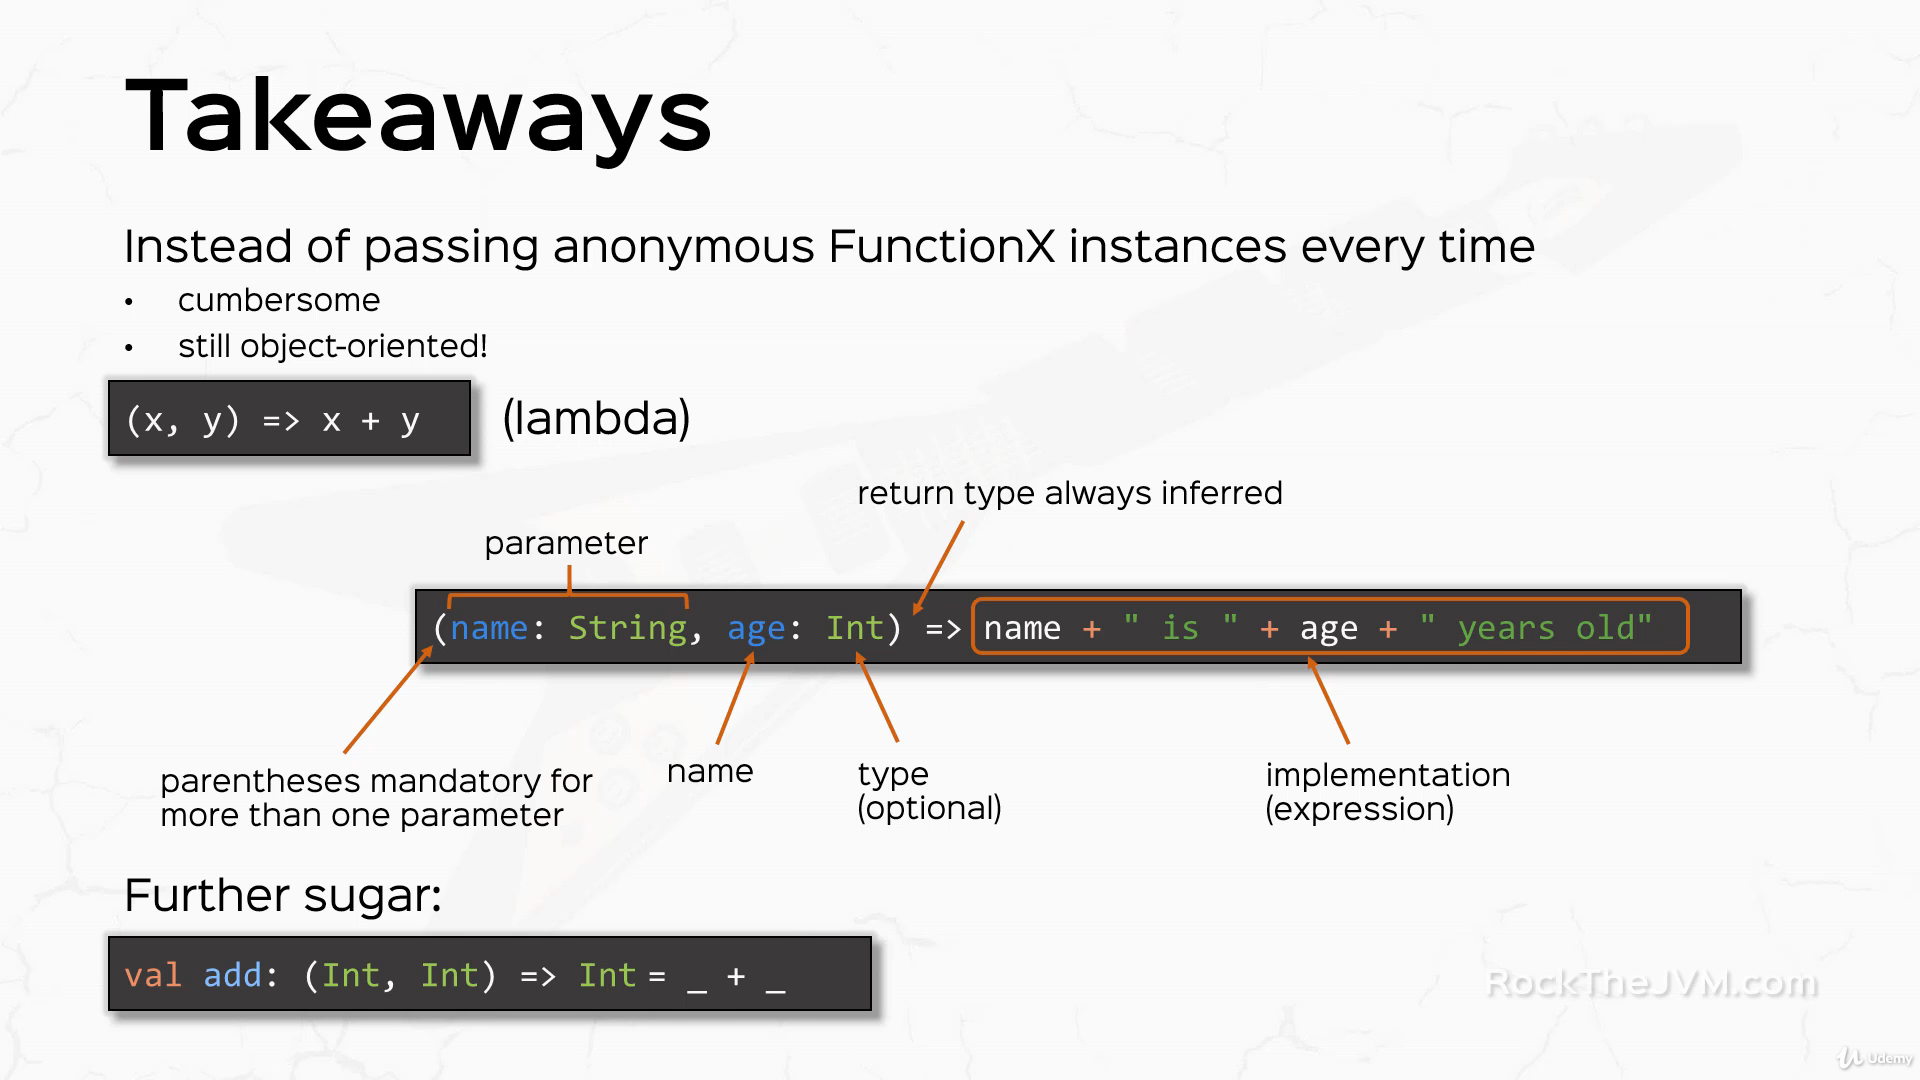 Takeaways
Instead of passing anonymous FunctionX instances every time
• cumbersome
• still object-oriented!
(x, y) => x + y
(lambda)
return type always inferred
parameter
(name: String, age: Int) => name + " is " + age + " years old"
parentheses mandatory for
more than one parameter
name
type
(optional)
implementation
(expression)
Further sugar:
val add: (Int, Int) => Int = _ + _
RockTheJVM.com
Udemy